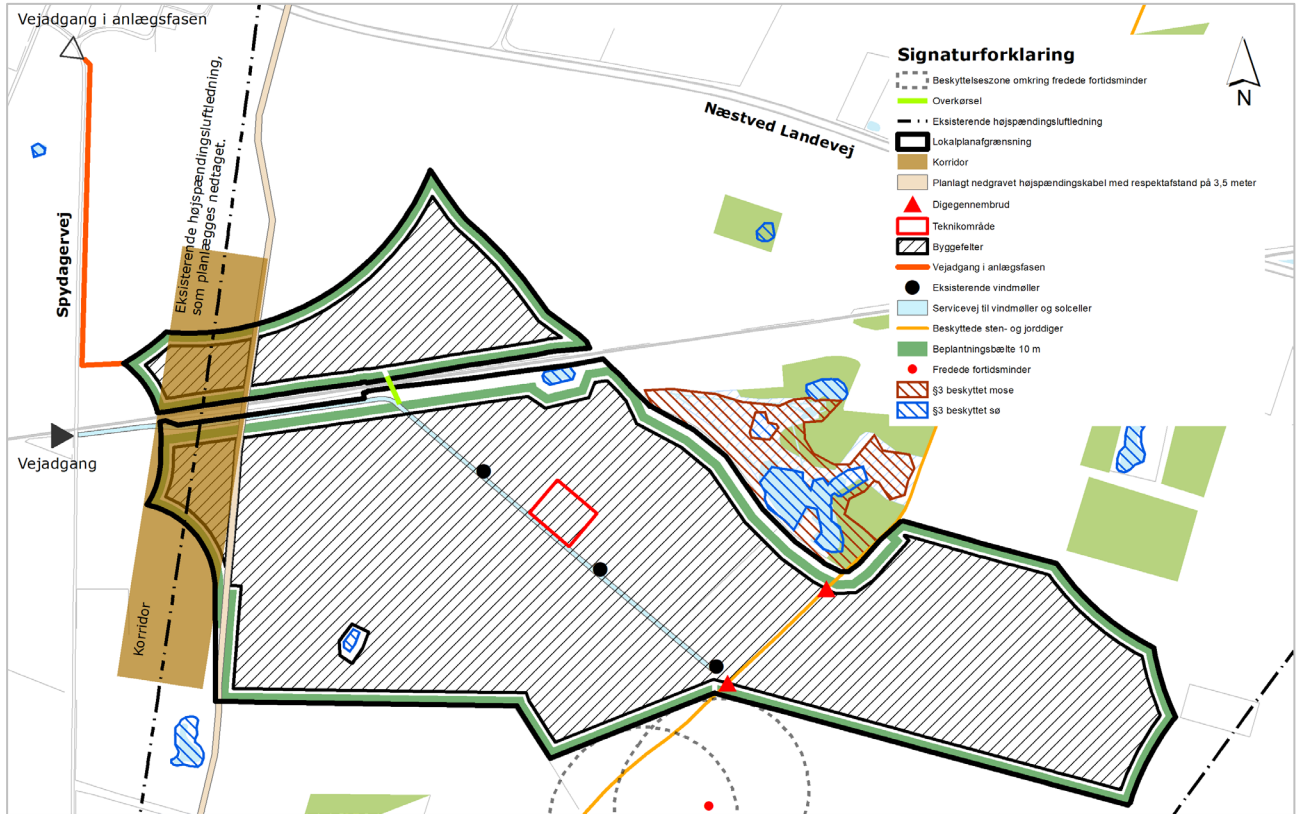 Vejadgang i anlægsfasen
Eksisterende højspændingsluftledning,
som planlægges nedtaget.
Næstved Landevej
Spydagervej
Vejadgang
Korridor
Signaturforklaring
Beskyttelseszone omkring fredede fortidsminder
Overkørsel
Eksisterende højspændingsluftledning
Lokalplanafgrænsning
Korridor
Planlagt nedgravet højspændingskabel med respektafstand på 3,5 meter
Digegennembrud
Teknikområde
Byggefelter
Vejadgang i anlægsfasen
Eksisterende vindmøller
Servicevej til vindmøller og solceller
Beskyttede sten- og jorddiger
Beplantningsbælte 10 m
Fredede fortidsminder
§3 beskyttet mose
§3 beskyttet sø
N